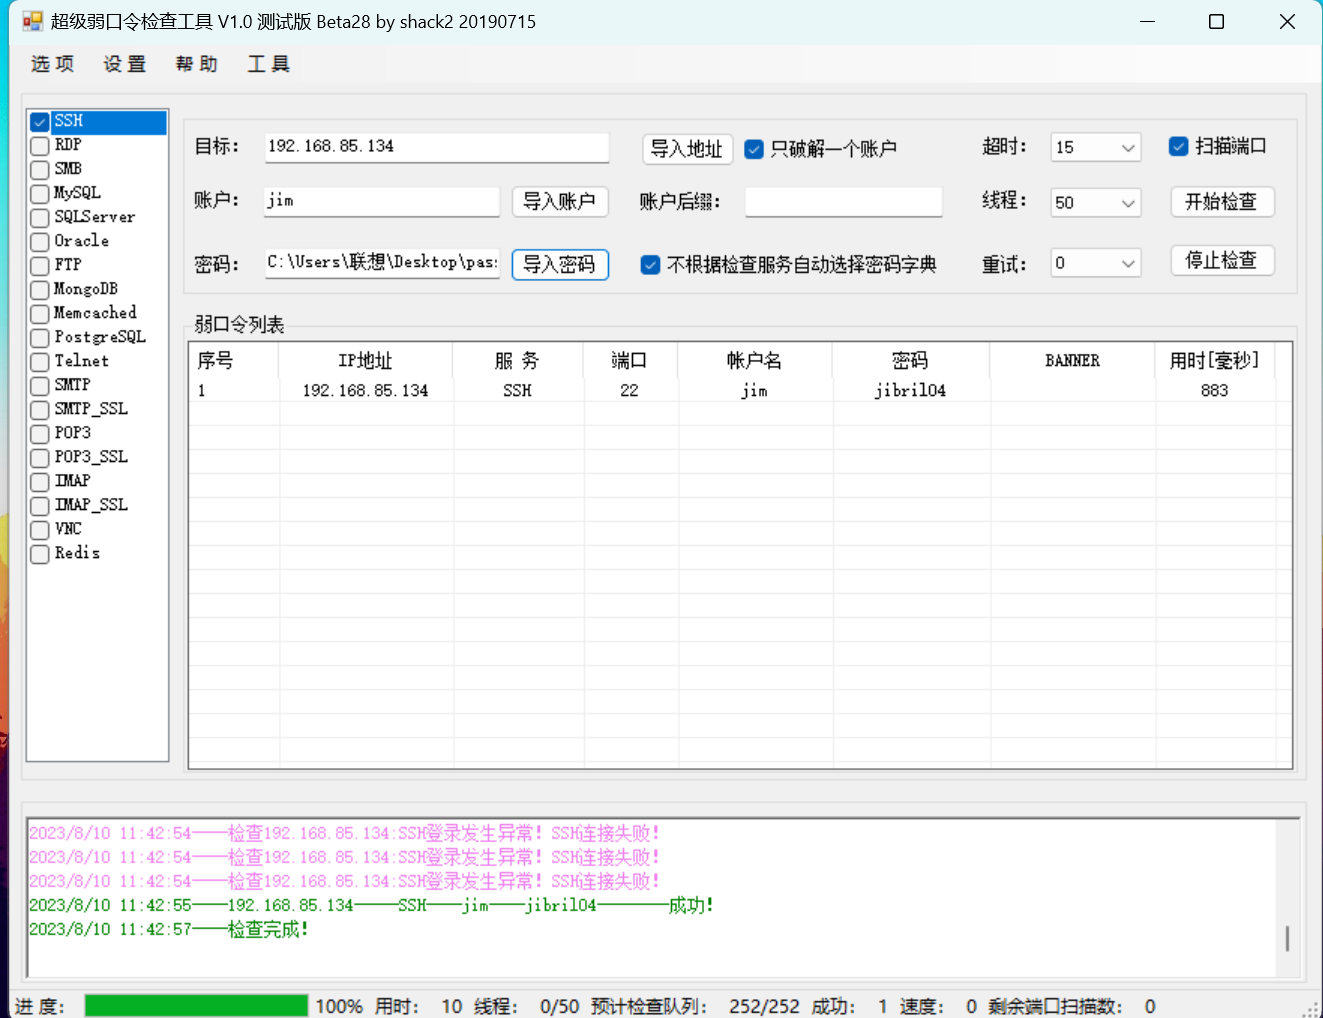 超级弱口令检查工具 V1.0 测试版 Beta28 by shack2 20190715
选项 设置 帮助 工具
SSH
RDP
SMB
MySQL
SQLServer
Oracle
FTP
MongoDB
Memcached
PostgreSQL
Telnet
SMTP
SMTP_SSL
POP3
POP3_SSL
IMAP
IMAP_SSL
VNC
Redis
目标： 192.168.85.134 导入地址 只破解一个账户 超时： 15 扫描端口
账户： jim 导入账户 账户后缀： 线程： 50 开始检查
密码： C:\Users\联想\Desktop\pas: 导入密码 不根据检查服务自动选择密码字典 重试： 0 停止检查
弱口令列表
序号 IP地址 服 务 端口 帐户名 密码 BANNER 用时[毫秒]
1 192.168.85.134 SSH 22 jim jibril04 883
2023/8/10 11:42:54——检查192.168.85.134:SSH登录发生异常！SSH连接失败！
2023/8/10 11:42:54——检查192.168.85.134:SSH登录发生异常！SSH连接失败！
2023/8/10 11:42:54——检查192.168.85.134:SSH登录发生异常！SSH连接失败！
2023/8/10 11:42:55——192.168.85.134————SSH———jim———jibril04——————成功！
2023/8/10 11:42:57——检查完成！
进 度： 100% 用时： 10 线程： 0/50 预计检查队列： 252/252 成功： 1 速度： 0 剩余端口扫描数： 0